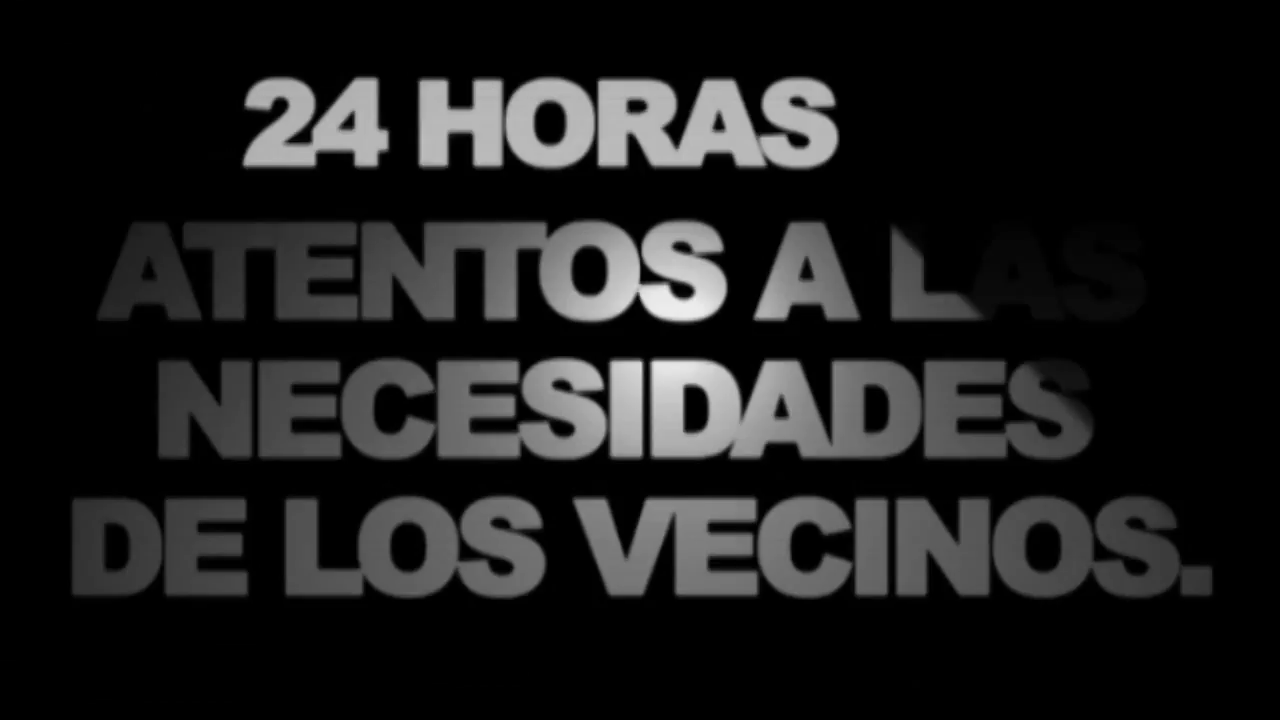 24 HORAS
ATENTOS A LAS
NECESIDADES
DE LOS VECINOS.